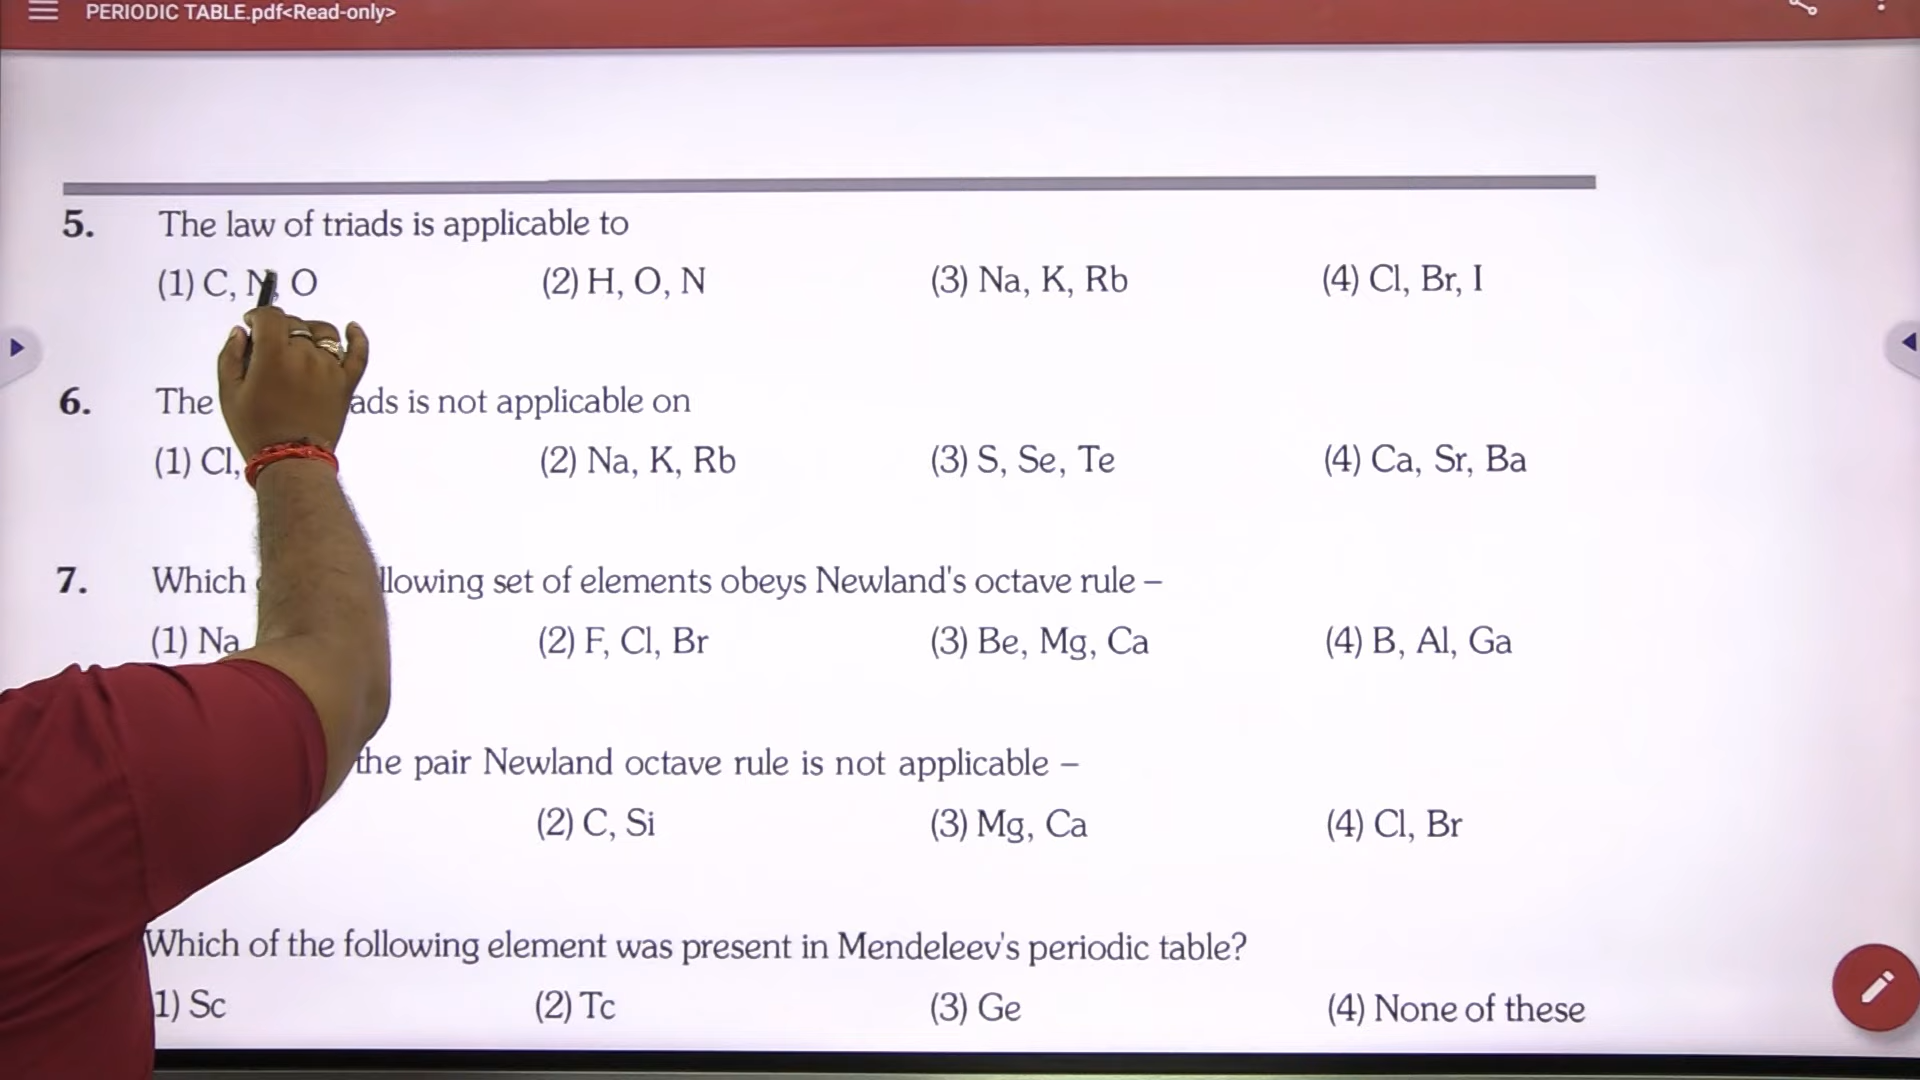 PERIODIC TABLE.pdf<Read-only>
5. The law of triads is applicable to
(1) C, N, O (2) H, O, N (3) Na, K, Rb (4) Cl, Br, I
6. The ads is not applicable on
(1) Cl, (2) Na, K, Rb (3) S, Se, Te (4) Ca, Sr, Ba
7. Which llowing set of elements obeys Newland's octave rule –
(1) Na (2) F, Cl, Br (3) Be, Mg, Ca (4) B, Al, Ga
the pair Newland octave rule is not applicable –
(2) C, Si (3) Mg, Ca (4) Cl, Br
Which of the following element was present in Mendeleev's periodic table?
1) Sc (2) Tc (3) Ge (4) None of these